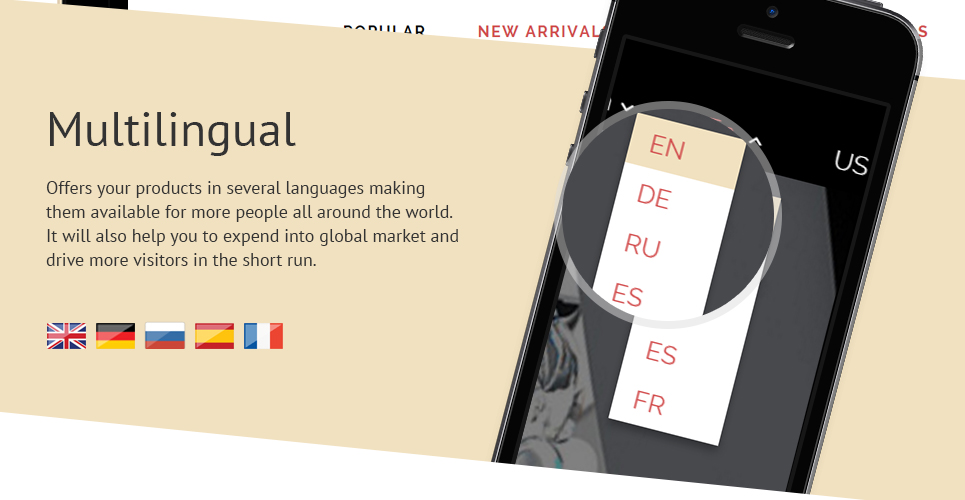 POPULAR
NEW ARRIVALS
S
Multilingual
Offers your products in several languages making
them available for more people all around the world.
It will also help you to expend into global market and
drive more visitors in the short run.
EN
DE
RU
ES
ES
FR
US